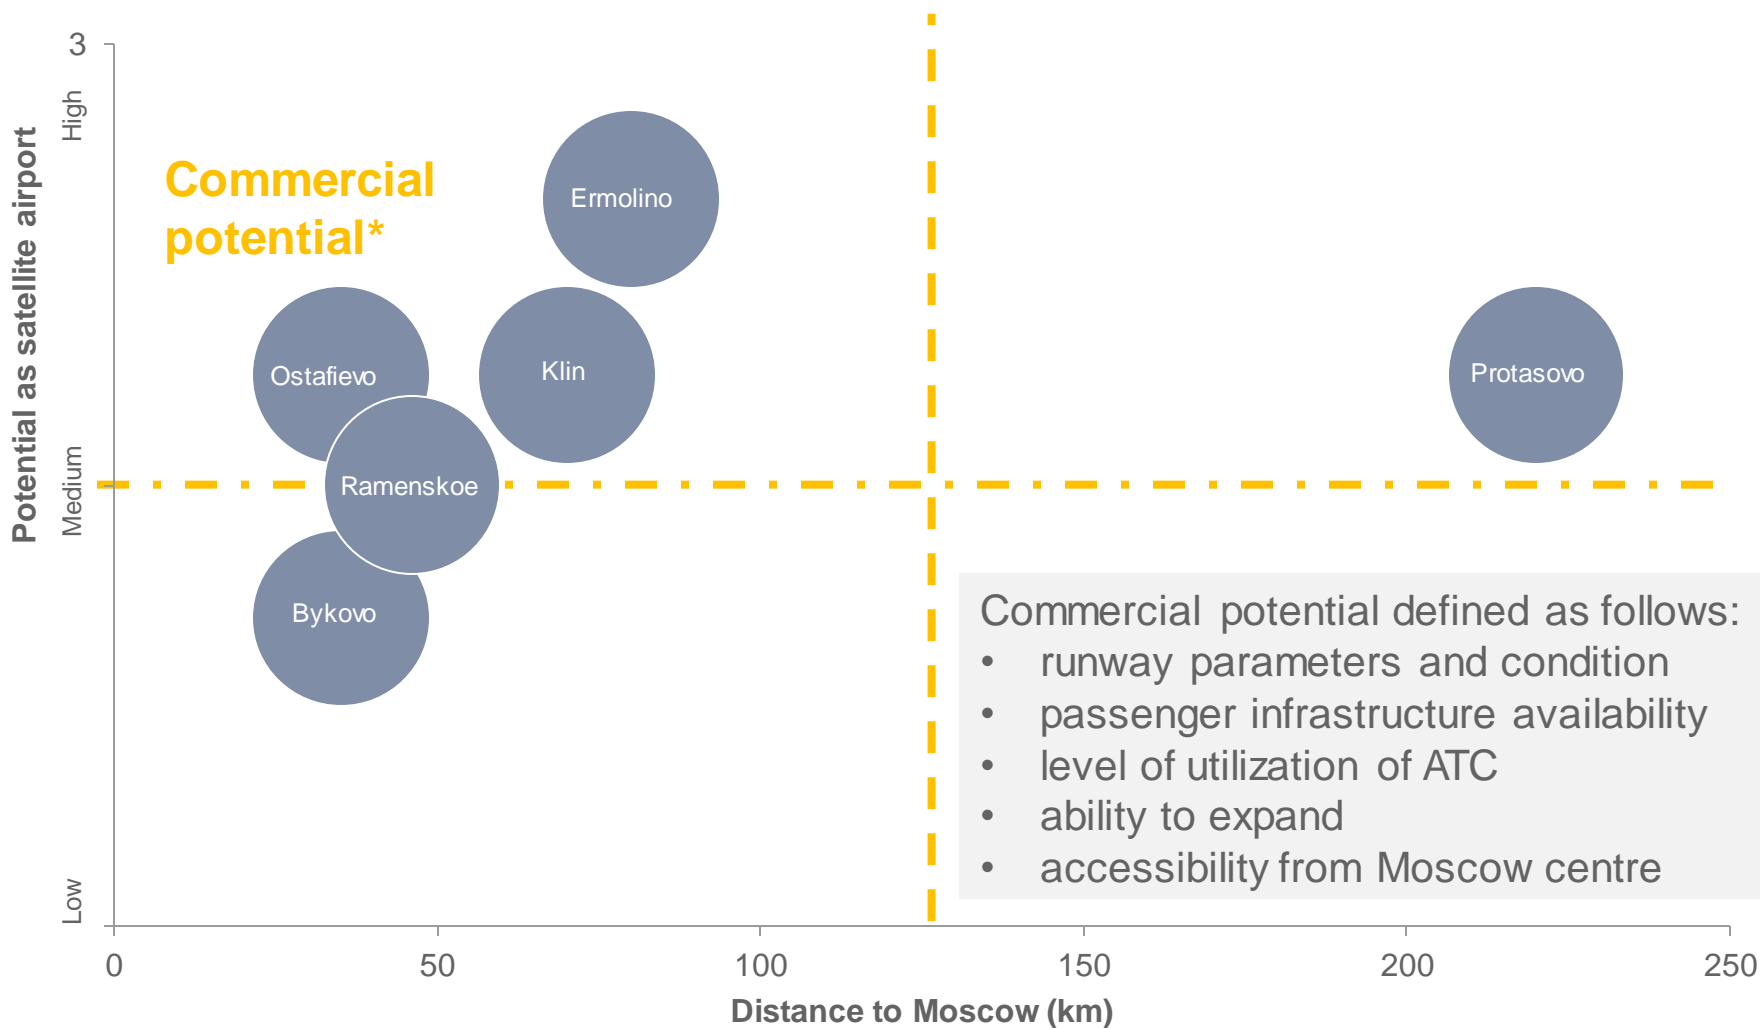 3
High
Medium
Low
Potential as satellite airport
Commercial
potential*
Ermolino
Ostafievo
Klin
Protasovo
Ramenskoe
Bykovo
Commercial potential defined as follows:
• runway parameters and condition
• passenger infrastructure availability
• level of utilization of ATC
• ability to expand
• accessibility from Moscow centre
0 50 100 150 200 250
Distance to Moscow (km)